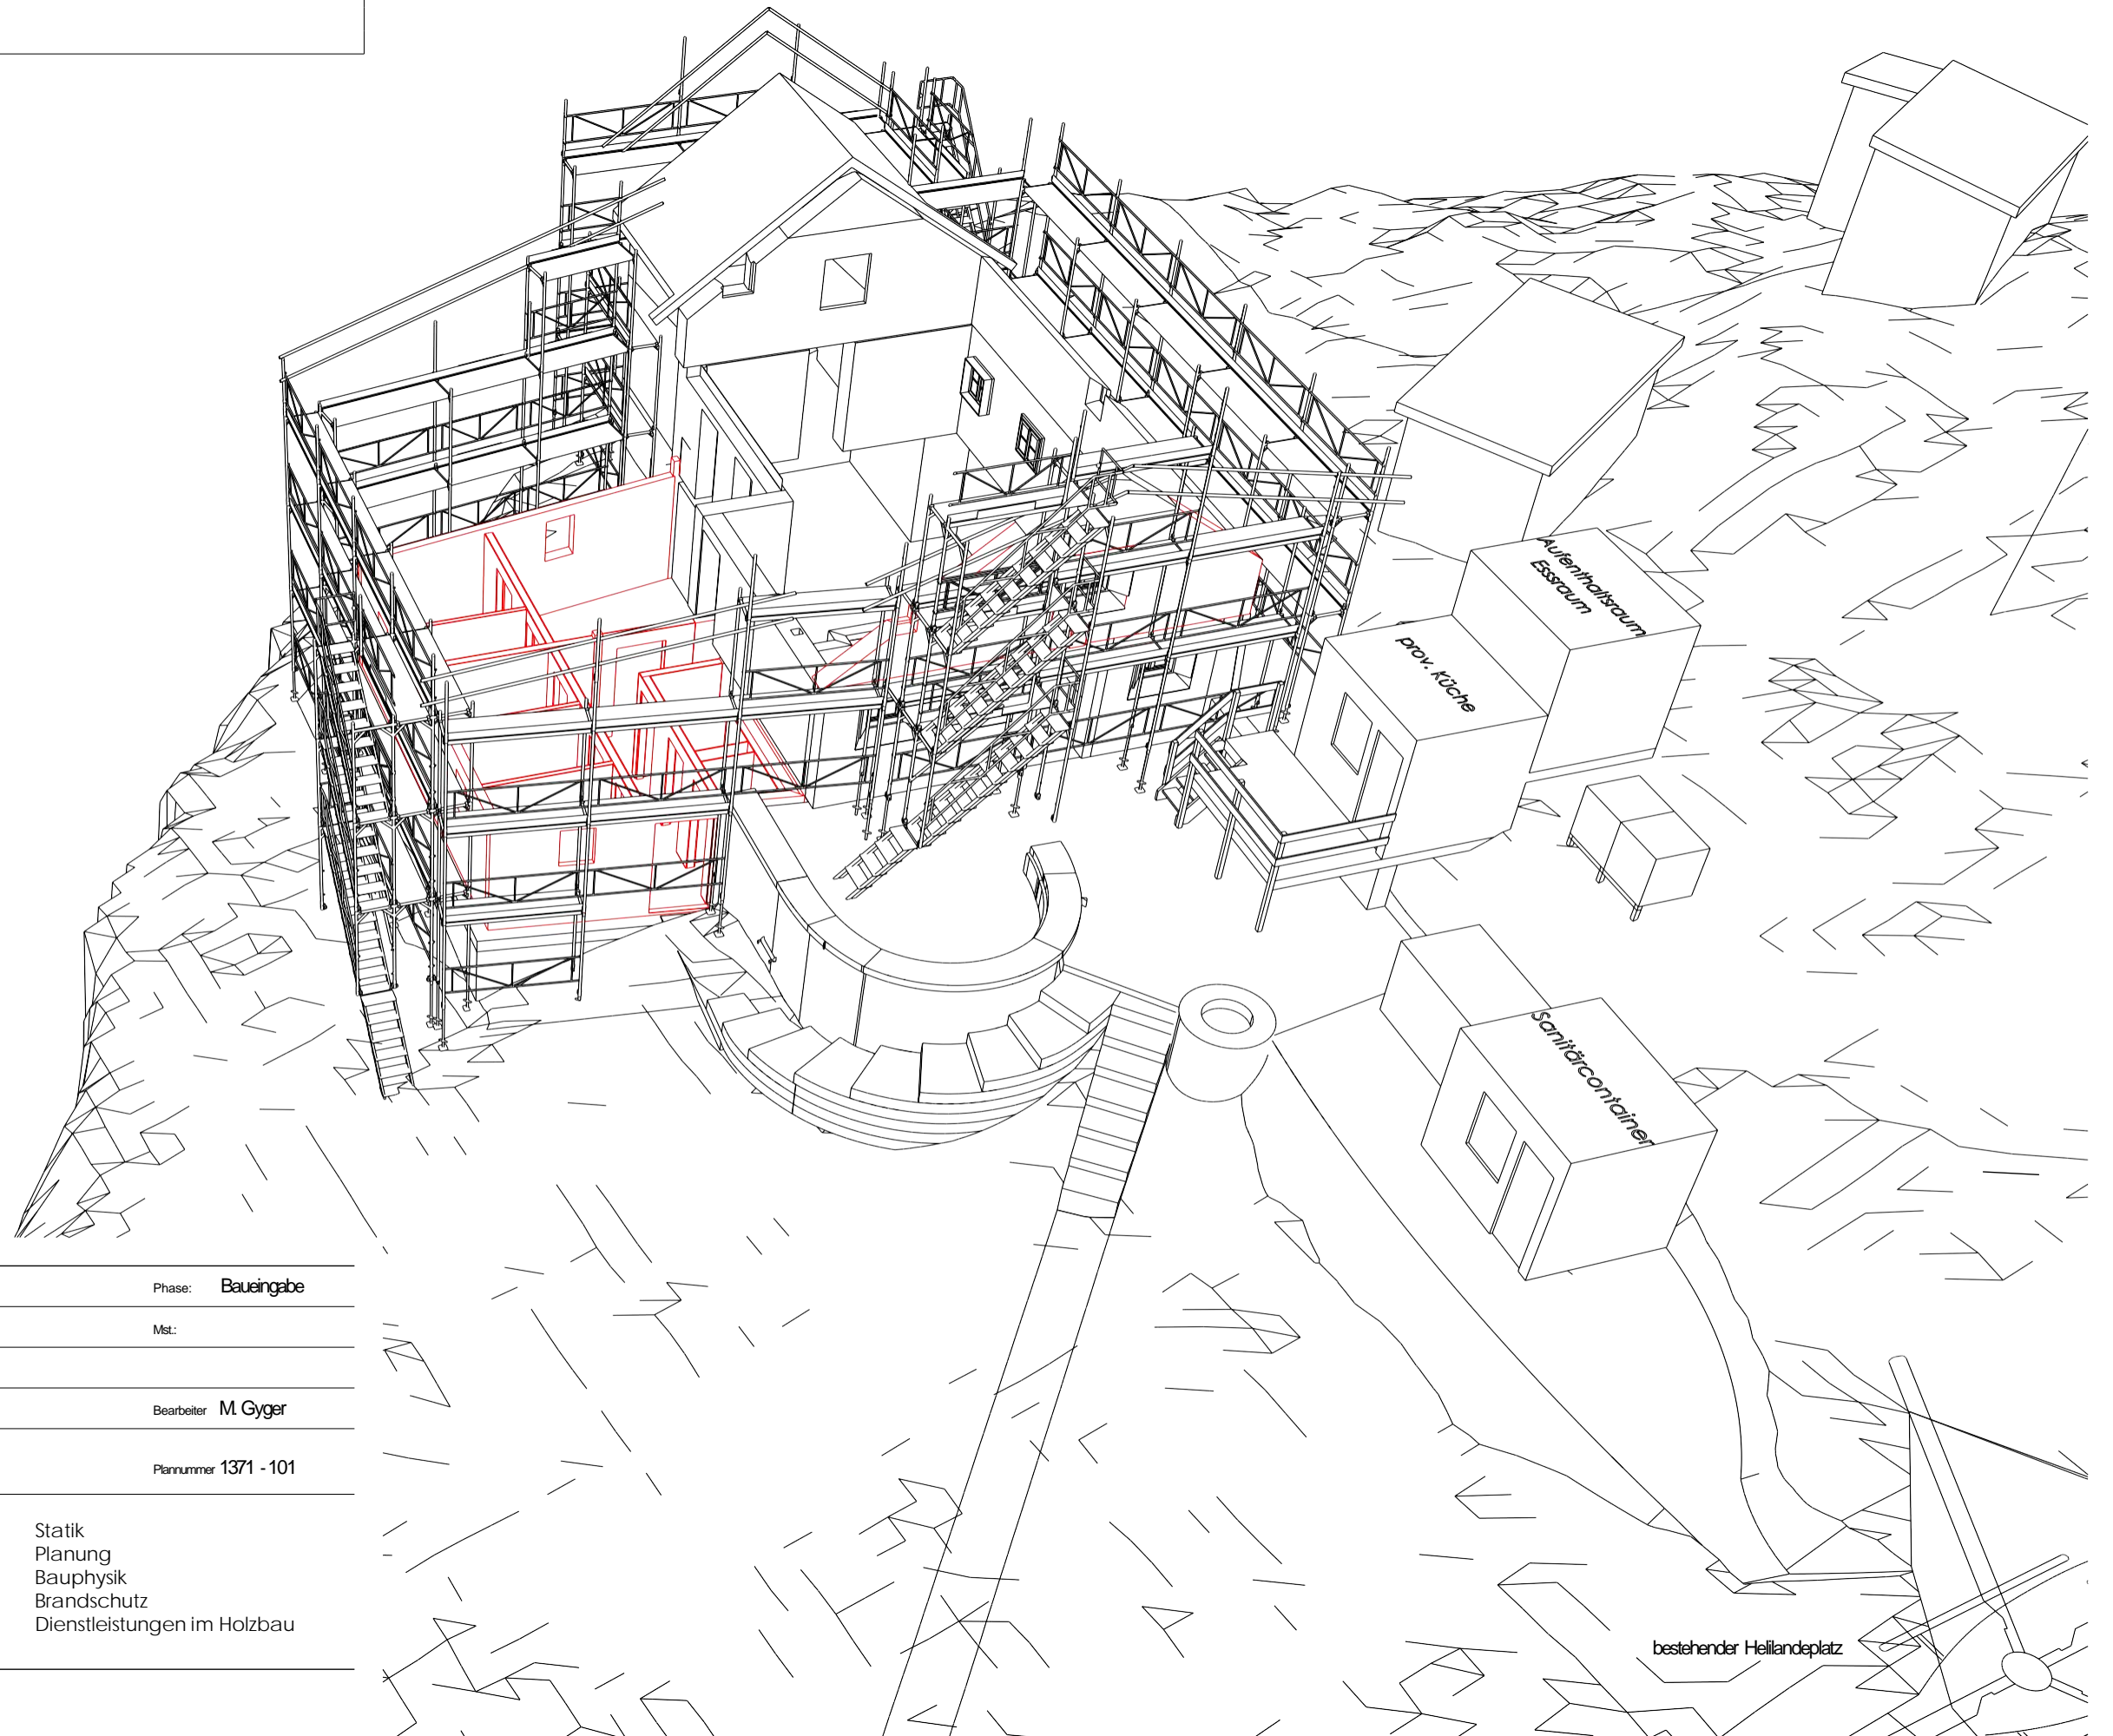 Aufenthaltsraum
Essraum
prov. Küche
Sanitärcontainer
Phase: Baueingabe
Mst.:
Bearbeiter M. Gyger
Plannummer 1371 - 101
Statik
Planung
Bauphysik
Brandschutz
Dienstleistungen im Holzbau
bestehender Helilandeplatz